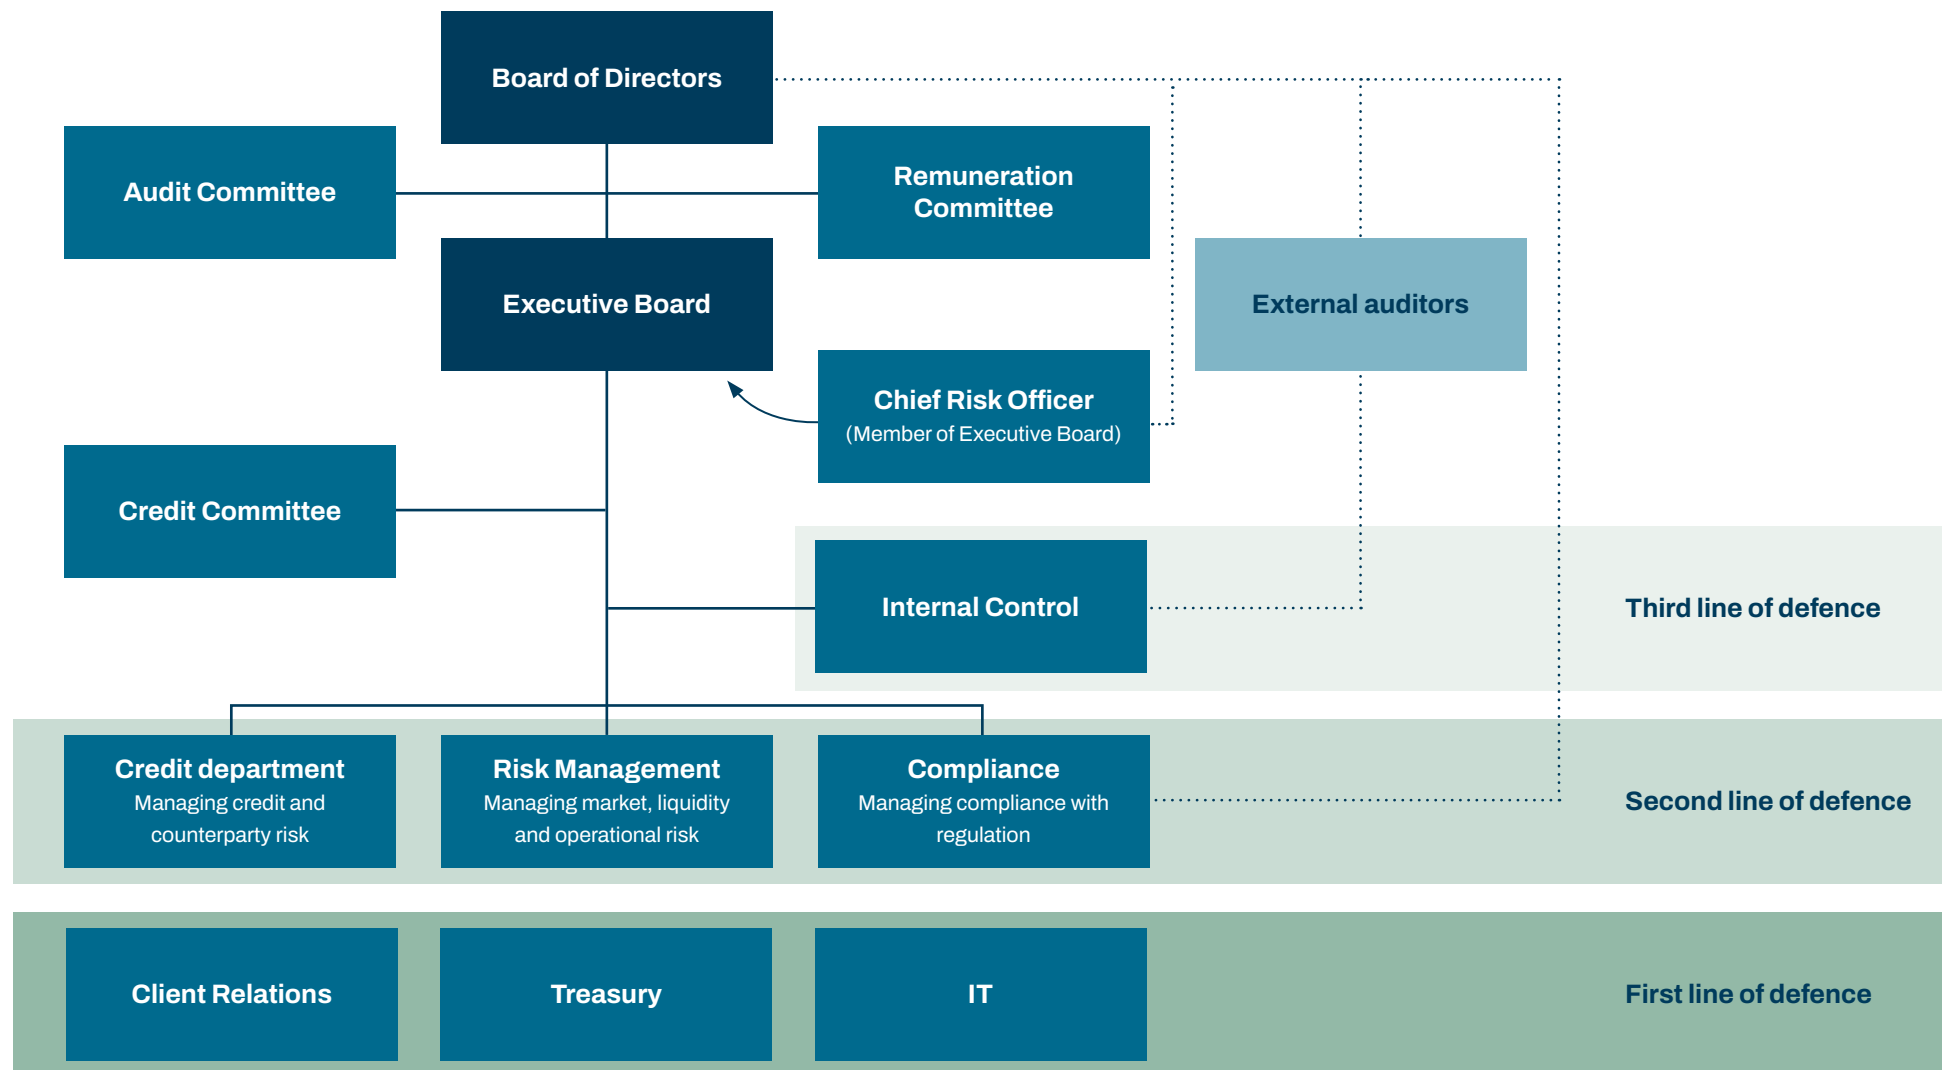 Board of Directors
Audit Committee
Remuneration
Committee
Executive Board
External auditors
Chief Risk Officer
(Member of Executive Board)
Credit Committee
Internal Control
Third line of defence
Credit department
Managing credit and
counterparty risk
Risk Management
Managing market, liquidity
and operational risk
Compliance
Managing compliance with
regulation
Second line of defence
Client Relations
Treasury
IT
First line of defence